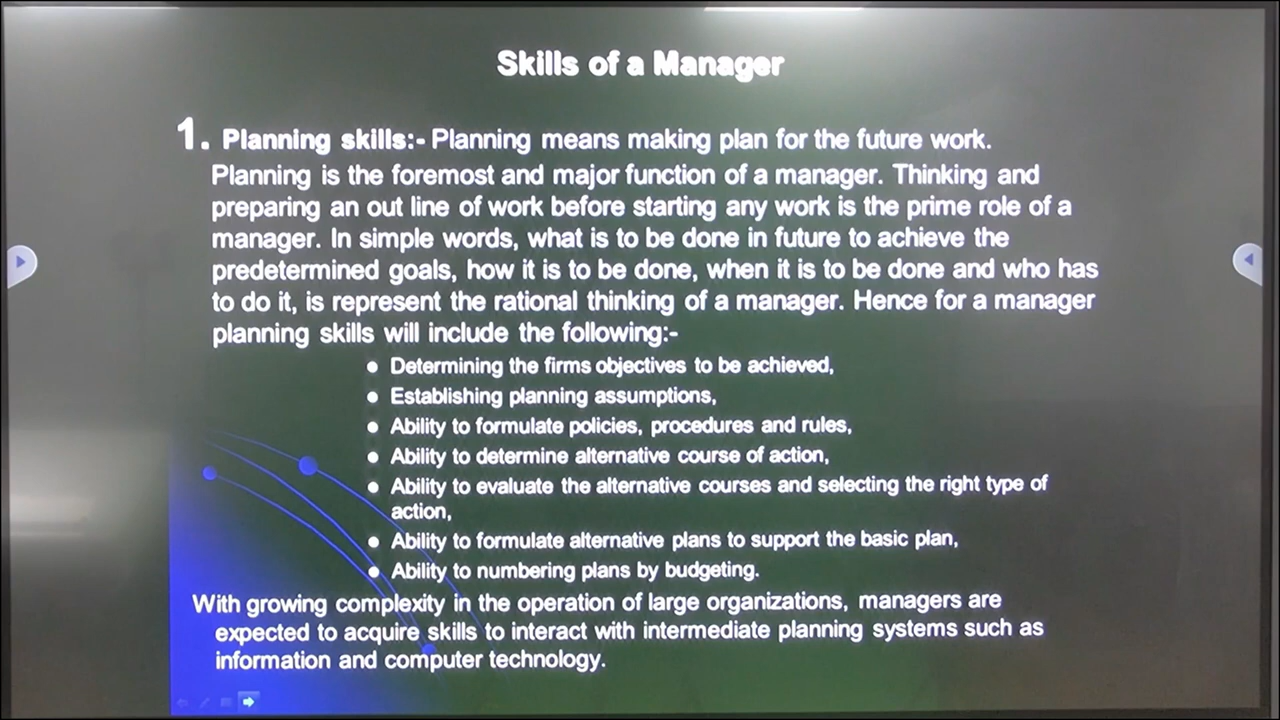 Skills of a Manager
1. Planning skills:- Planning means making plan for the future work.
Planning is the foremost and major function of a manager. Thinking and
preparing an out line of work before starting any work is the prime role of a
manager. In simple words, what is to be done in future to achieve the
predetermined goals, how it is to be done, when it is to be done and who has
to do it, is represent the rational thinking of a manager. Hence for a manager
planning skills will include the following:-
● Determining the firms objectives to be achieved,
● Establishing planning assumptions,
● Ability to formulate policies, procedures and rules,
● Ability to determine alternative course of action,
● Ability to evaluate the alternative courses and selecting the right type of
action,
● Ability to formulate alternative plans to support the basic plan,
● Ability to numbering plans by budgeting.
With growing complexity in the operation of large organizations, managers are
expected to acquire skills to interact with intermediate planning systems such as
information and computer technology.